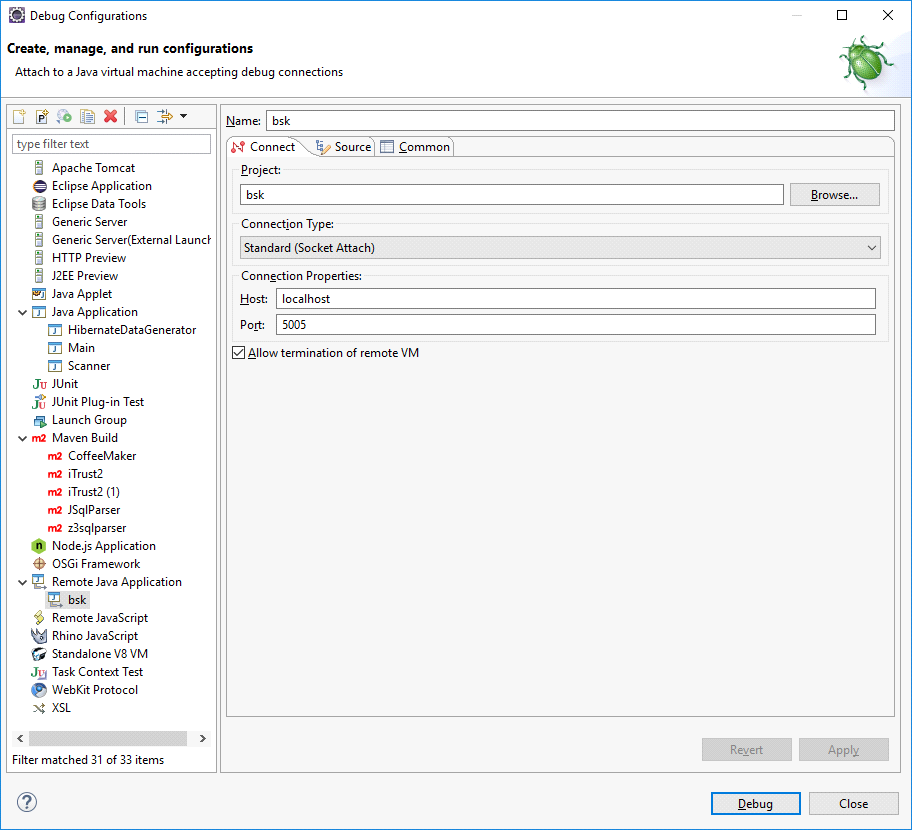 Debug Configurations
Create, manage, and run configurations
Attach to a Java virtual machine accepting debug connections
type filter text
Apache Tomcat
Eclipse Application
Eclipse Data Tools
Generic Server
Generic Server(External Launch
HTTP Preview
J2EE Preview
Java Applet
Java Application
HibernateDataGenerator
Main
Scanner
JUnit
JUnit Plug-in Test
Launch Group
m2 Maven Build
m2 CoffeeMaker
m2 iTrust2
m2 iTrust2 (1)
m2 JSqlParser
m2 z3sqlparser
Node.js Application
OSGi Framework
Remote Java Application
bsk
Remote JavaScript
Rhino JavaScript
Standalone V8 VM
Task Context Test
WebKit Protocol
XSL
Filter matched 31 of 33 items
Name: bsk
Connect Source Common
Project:
bsk Browse...
Connection Type:
Standard (Socket Attach)
Connection Properties:
Host: localhost
Port: 5005
Allow termination of remote VM
Revert Apply
? Debug Close